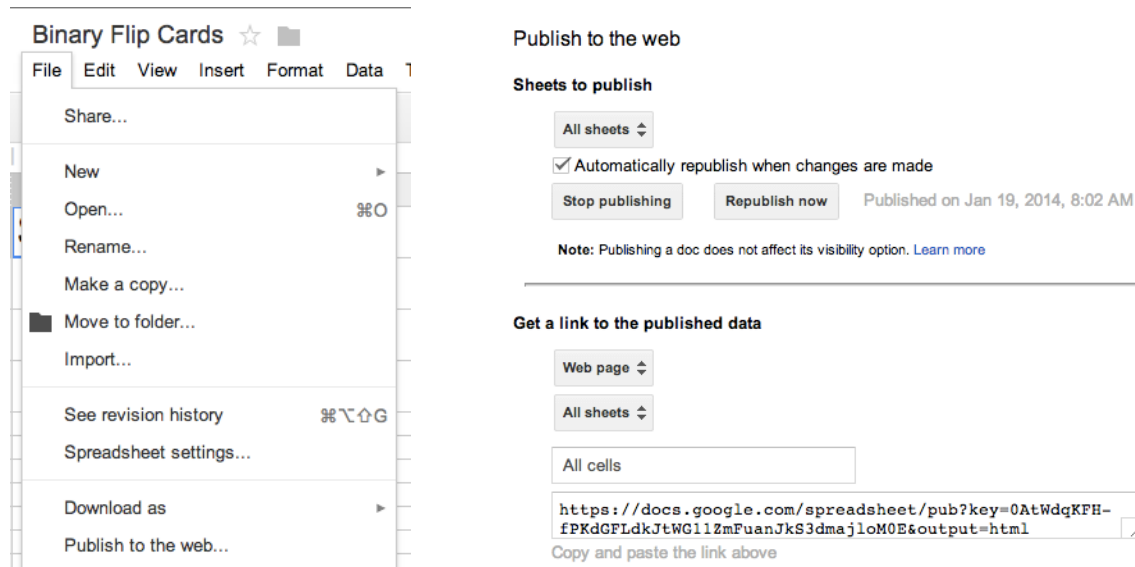 Binary Flip Cards
File Edit View Insert Format Data
Share...
New
Open... ⌘O
Rename...
Make a copy...
Move to folder...
Import...
See revision history ⌘⌥⇧G
Spreadsheet settings...
Download as
Publish to the web...
Publish to the web
Sheets to publish
All sheets
Automatically republish when changes are made
Stop publishing Republish now Published on Jan 19, 2014, 8:02 AM
Note: Publishing a doc does not affect its visibility option. Learn more
Get a link to the published data
Web page
All sheets
All cells
https://docs.google.com/spreadsheet/pub?key=0AtWdqKFH-
fPKdGFLdkJtWG11ZmFuanJkS3dmajloM0E&output=html
Copy and paste the link above